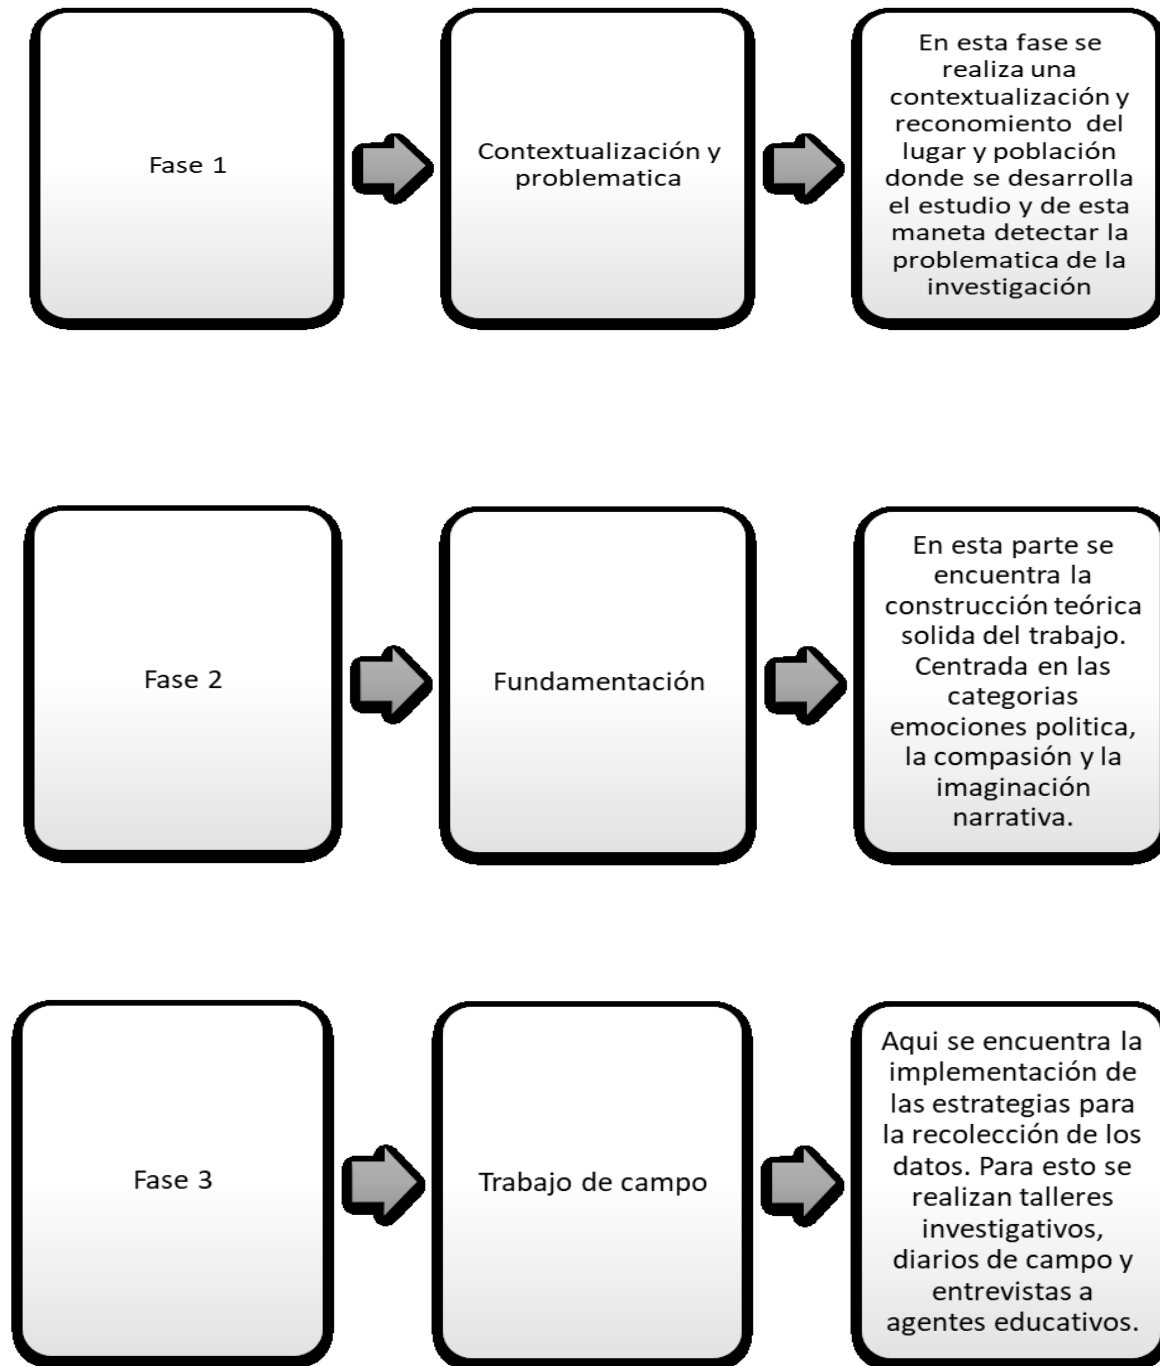 Fase 1
Contextualización y
problematica
En esta fase se
realiza una
contextualización y
reconomiento del
lugar y población
donde se desarrolla
el estudio y de esta
maneta detectar la
problematica de la
investigación
Fase 2
Fundamentación
En esta parte se
encuentra la
construcción teórica
solida del trabajo.
Centrada en las
categorias
emociones politica,
la compasión y la
imaginación
narrativa.
Fase 3
Trabajo de campo
Aqui se encuentra la
implementación de
las estrategias para
la recolección de los
datos. Para esto se
realizan talleres
investigativos,
diarios de campo y
entrevistas a
agentes educativos.